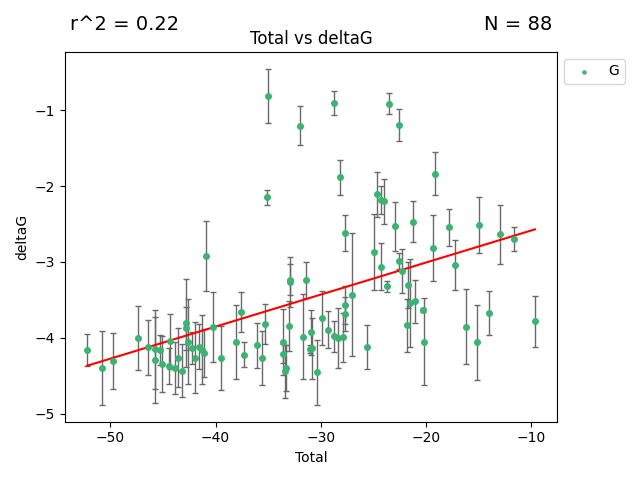 r^2 = 0.22
N = 88
Total vs deltaG
G
−1
−2
−3
−4
−5
deltaG
−50
−40
−30
−20
−10
Total